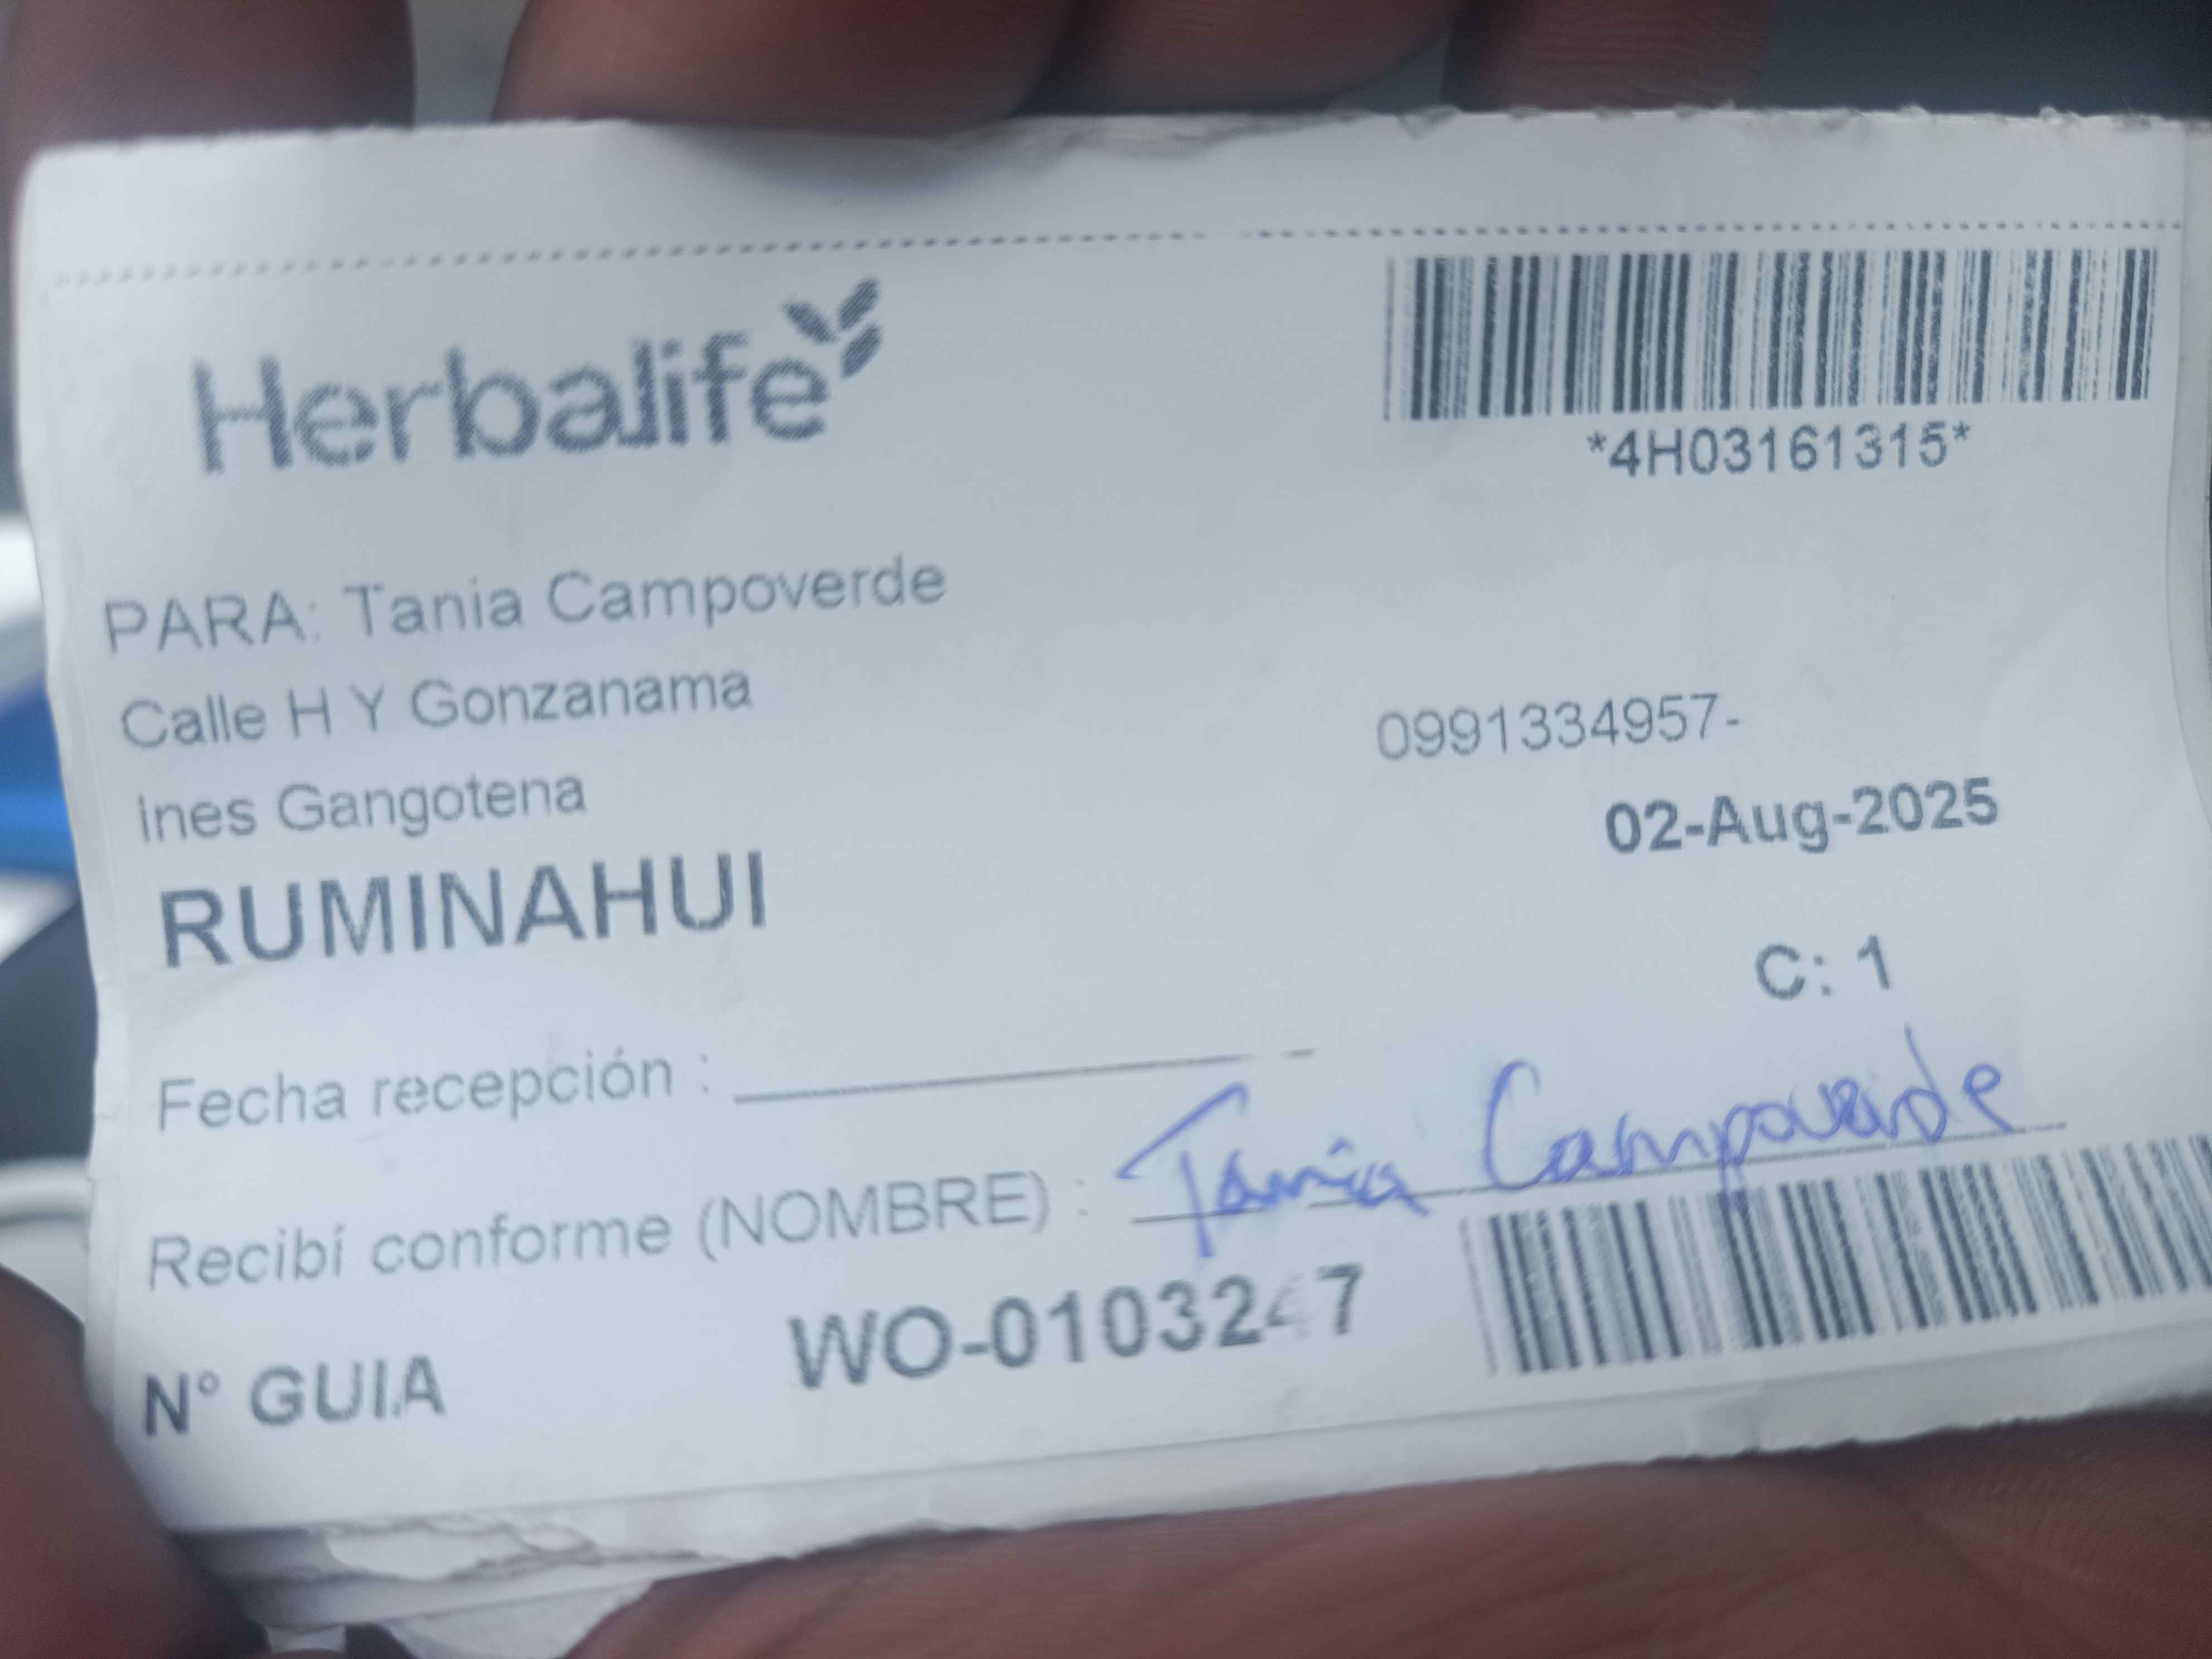 Herbalife
*4H03161315*
PARA: Tania Campoverde
Calle H Y Gonzanama
0991334957-
Ines Gangotena
02-Aug-2025
RUMINAHUI
C: 1
Fecha recepción :
Recibí conforme (NOMBRE) : Tania Campoverde
N° GUIA